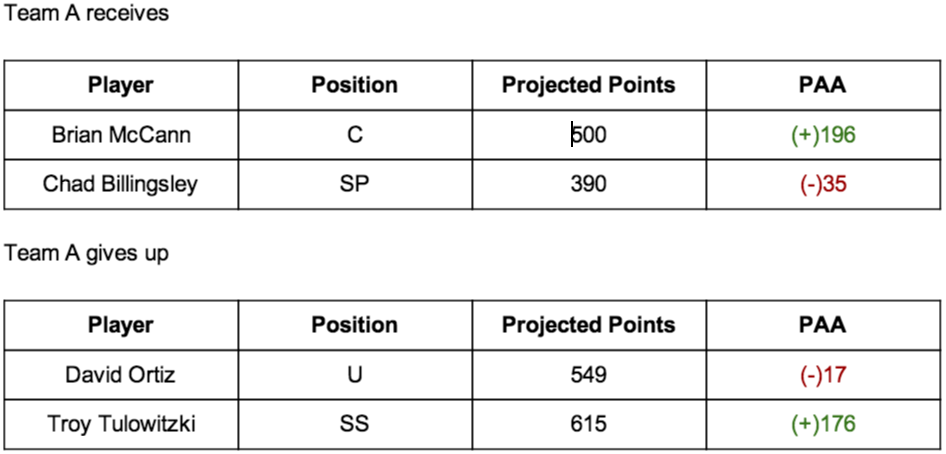 Team A receives
Player Position Projected Points PAA
Brian McCann C 500 (+)196
Chad Billingsley SP 390 (-)35
Team A gives up
Player Position Projected Points PAA
David Ortiz U 549 (-)17
Troy Tulowitzki SS 615 (+)176